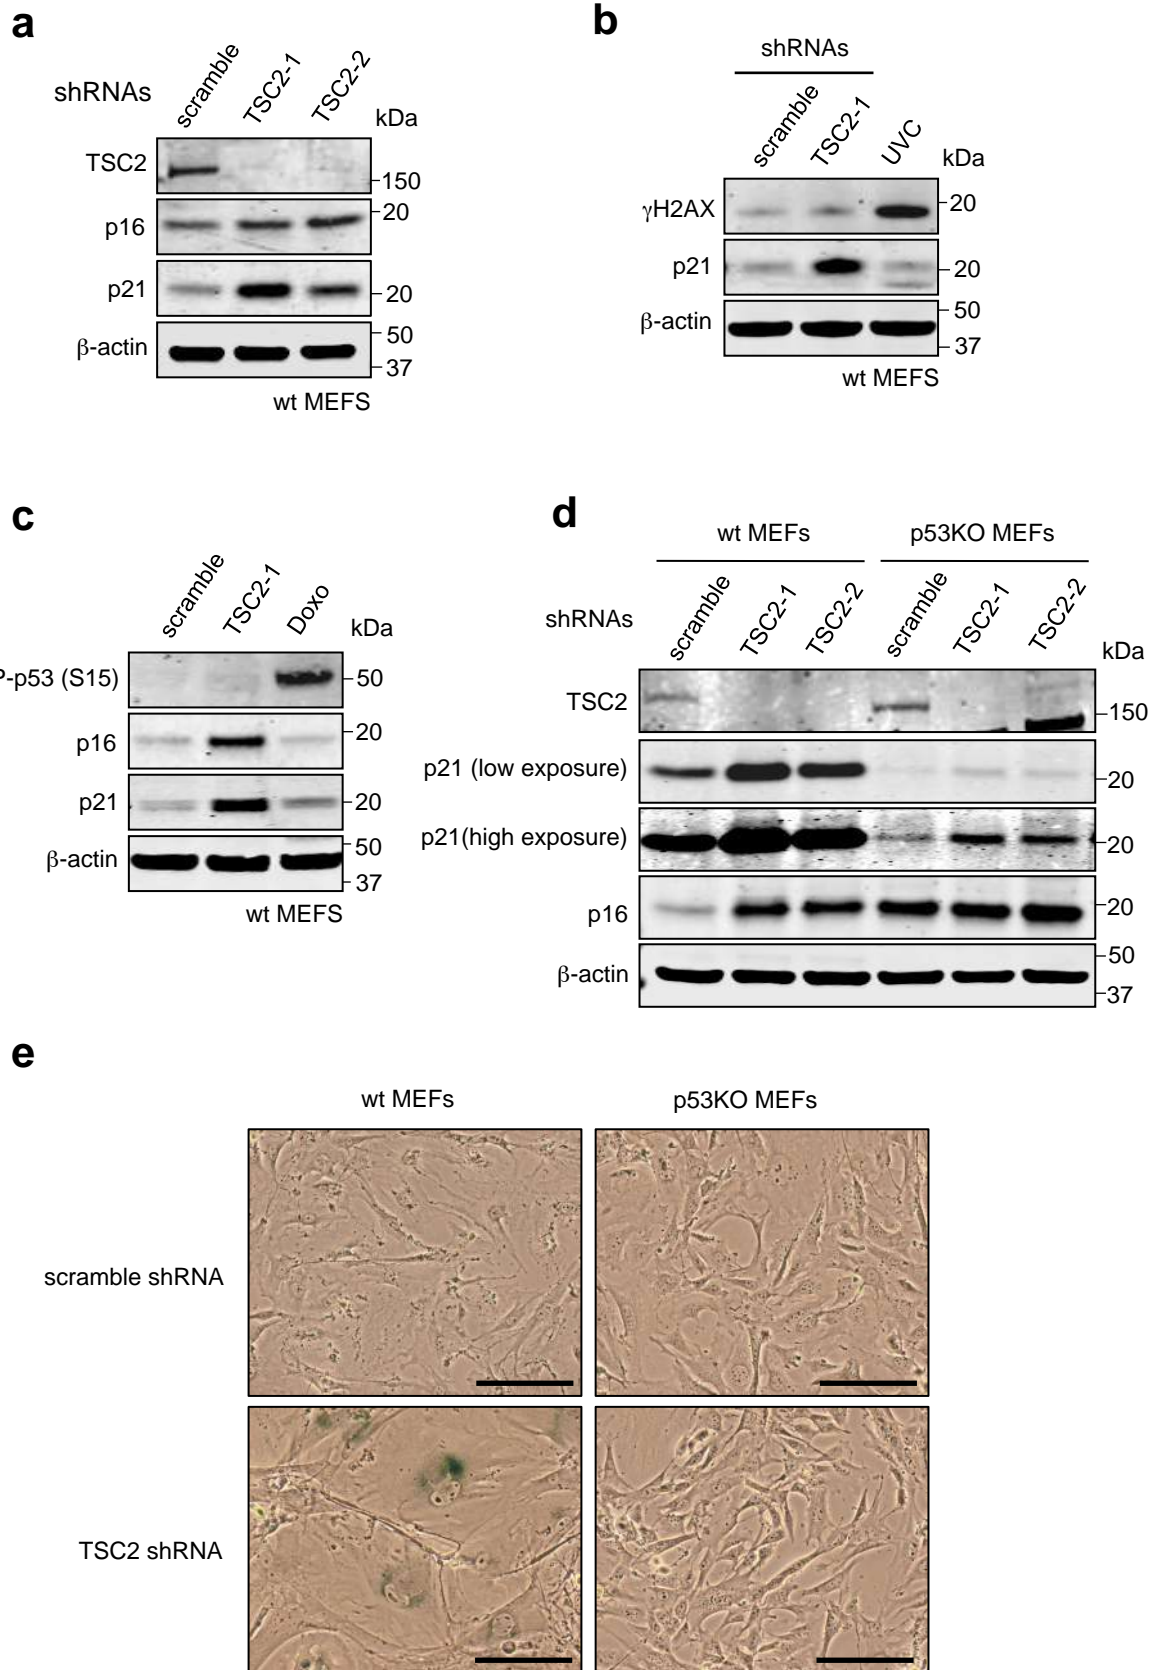 a
shRNAs
scramble
TSC2-1
TSC2-2
kDa
TSC2
150
p16
20
p21
20
β-actin
50
37
wt MEFS
b
shRNAs
scramble
TSC2-1
UVC
kDa
γH2AX
20
p21
20
β-actin
50
37
wt MEFS
c
scramble
TSC2-1
Doxo
kDa
P-p53 (S15)
50
p16
20
p21
20
β-actin
50
37
wt MEFS
d
wt MEFs
p53KO MEFs
shRNAs
scramble
TSC2-1
TSC2-2
scramble
TSC2-1
TSC2-2
kDa
TSC2
150
p21 (low exposure)
20
p21(high exposure)
20
p16
20
β-actin
50
37
e
wt MEFs
p53KO MEFs
scramble shRNA
TSC2 shRNA